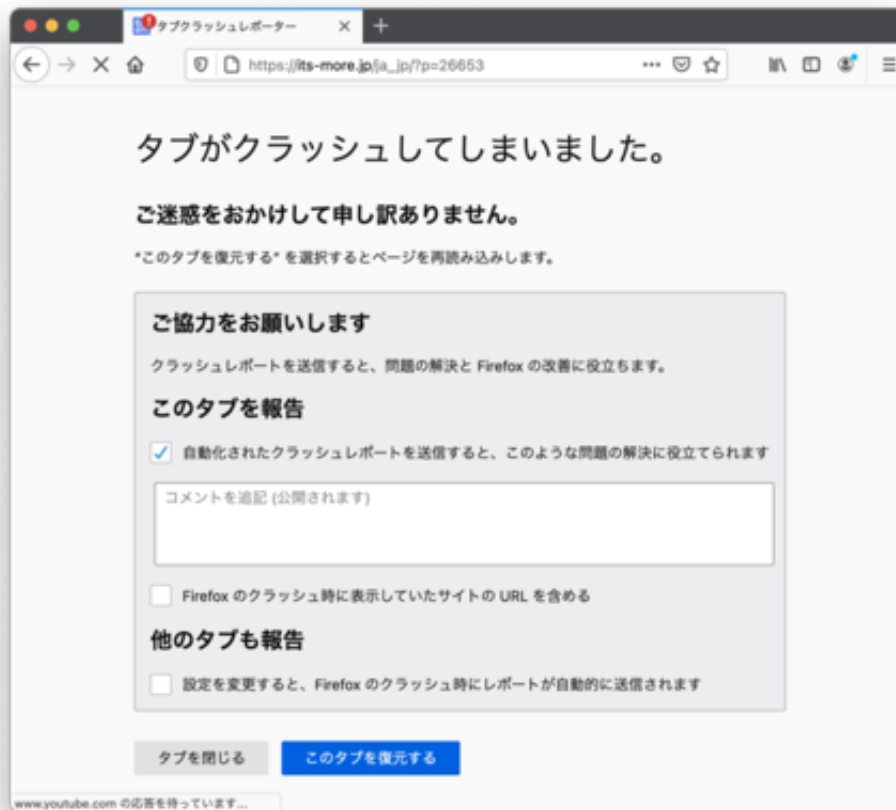 タブクラッシュレポーター
https://its-more.jp/ja_jp/?p=26653
タブがクラッシュしてしまいました。
ご迷惑をおかけして申し訳ありません。
"このタブを復元する" を選択するとページを再読み込みします。
ご協力をお願いします
クラッシュレポートを送信すると、問題の解決と Firefox の改善に役立ちます。
このタブを報告
自動化されたクラッシュレポートを送信すると、このような問題の解決に役立てられます
コメントを追記 (公開されます)
Firefox のクラッシュ時に表示していたサイトの URL を含める
他のタブも報告
設定を変更すると、Firefox のクラッシュ時にレポートが自動的に送信されます
タブを閉じる このタブを復元する
www.youtube.com の応答を待っています...